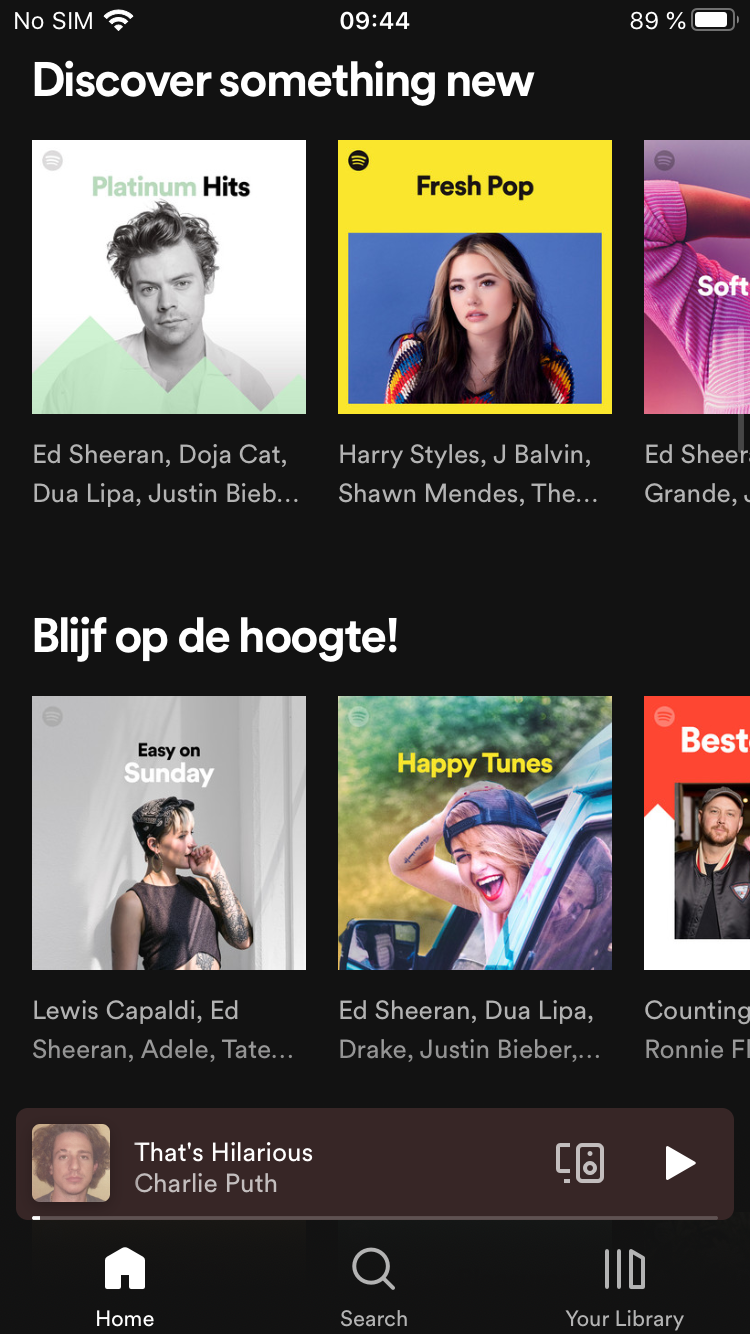 No SIM 09:44 89 %
Discover something new
Platinum Hits
Fresh Pop
Soft
Ed Sheeran, Doja Cat,
Dua Lipa, Justin Bieb...
Harry Styles, J Balvin,
Shawn Mendes, The...
Ed Sheer
Grande, J
Blijf op de hoogte!
Easy on
Sunday
Happy Tunes
Best
Lewis Capaldi, Ed
Sheeran, Adele, Tate...
Ed Sheeran, Dua Lipa,
Drake, Justin Bieber,...
Counting
Ronnie Fl
That's Hilarious
Charlie Puth
Home Search Your Library